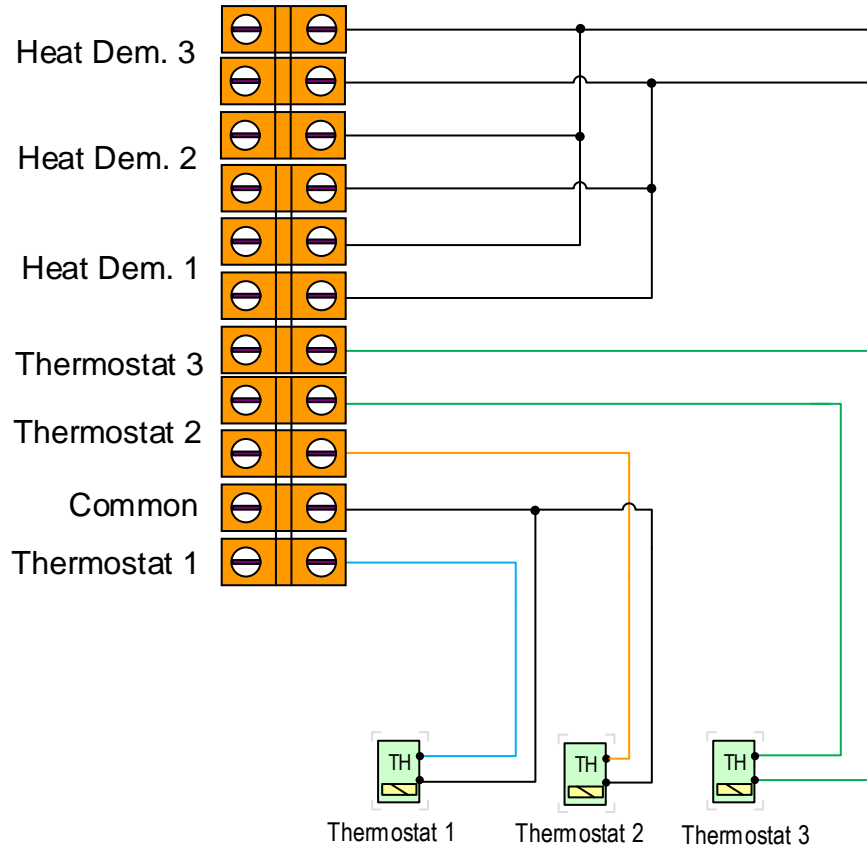 Heat Dem. 3
Heat Dem. 2
Heat Dem. 1
Thermostat 3
Thermostat 2
Common
Thermostat 1
TH
TH
TH
Thermostat 1
Thermostat 2
Thermostat 3